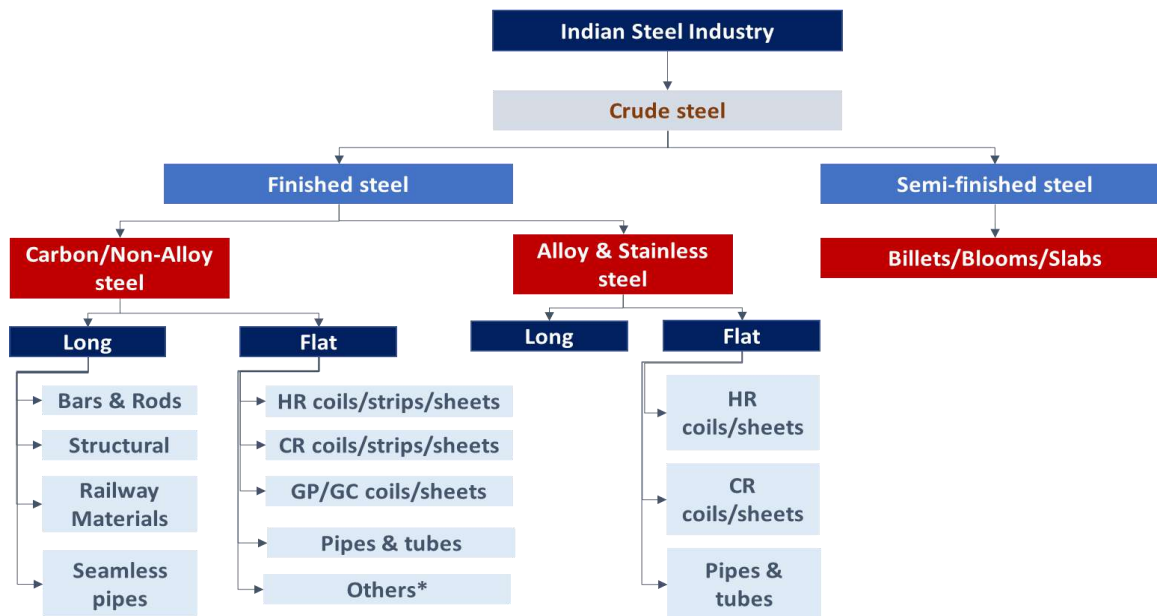 Indian Steel Industry
Crude steel
Finished steel
Semi-finished steel
Carbon/Non-Alloy
steel
Alloy & Stainless
steel
Billets/Blooms/Slabs
Long
Flat
Long
Flat
Bars & Rods
Structural
Railway
Materials
Seamless
pipes
HR coils/strips/sheets
CR coils/strips/sheets
GP/GC coils/sheets
Pipes & tubes
Others*
HR
coils/sheets
CR
coils/sheets
Pipes &
tubes